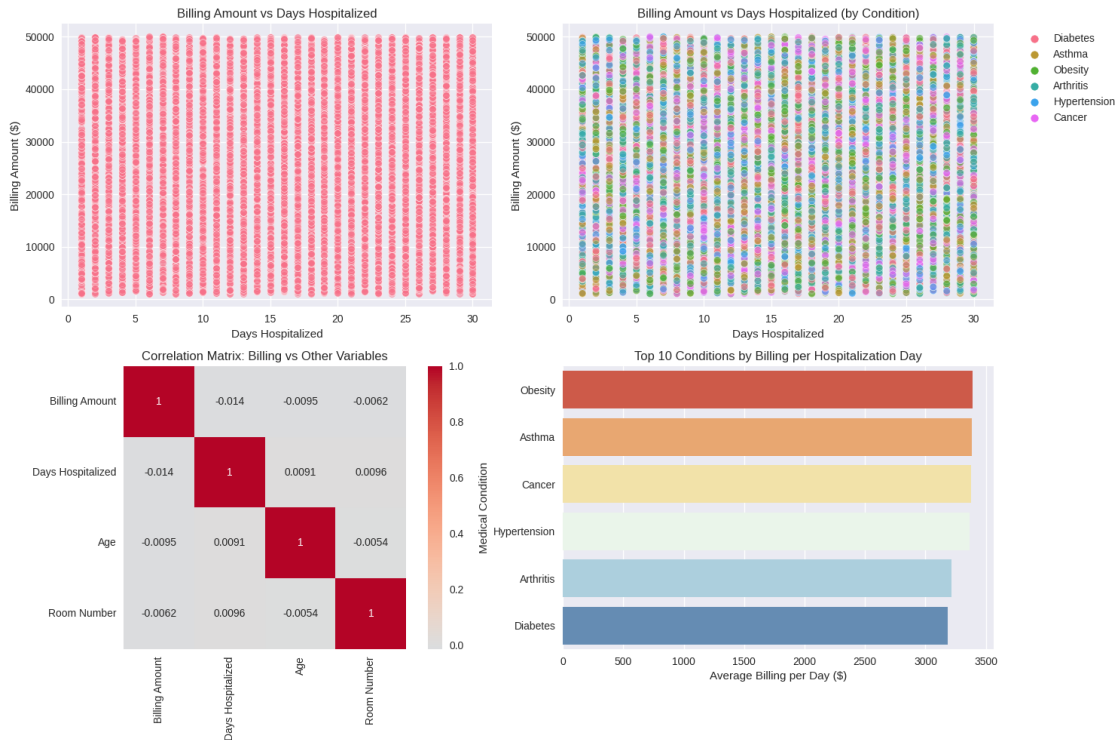 Billing Amount vs Days Hospitalized
Billing Amount ($)
50000
40000
30000
20000
10000
0
0 5 10 15 20 25 30
Days Hospitalized
Billing Amount vs Days Hospitalized (by Condition)
Billing Amount ($)
50000
40000
30000
20000
10000
0
0 5 10 15 20 25 30
Days Hospitalized
Diabetes
Asthma
Obesity
Arthritis
Hypertension
Cancer
Correlation Matrix: Billing vs Other Variables
Billing Amount 1 -0.014 -0.0095 -0.0062
Days Hospitalized -0.014 1 0.0091 0.0096
Age -0.0095 0.0091 1 -0.0054
Room Number -0.0062 0.0096 -0.0054 1
Billing Amount
Days Hospitalized
Age
Room Number
1.0
0.8
0.6
0.4
0.2
0.0
Top 10 Conditions by Billing per Hospitalization Day
Medical Condition
Obesity
Asthma
Cancer
Hypertension
Arthritis
Diabetes
0 500 1000 1500 2000 2500 3000 3500
Average Billing per Day ($)